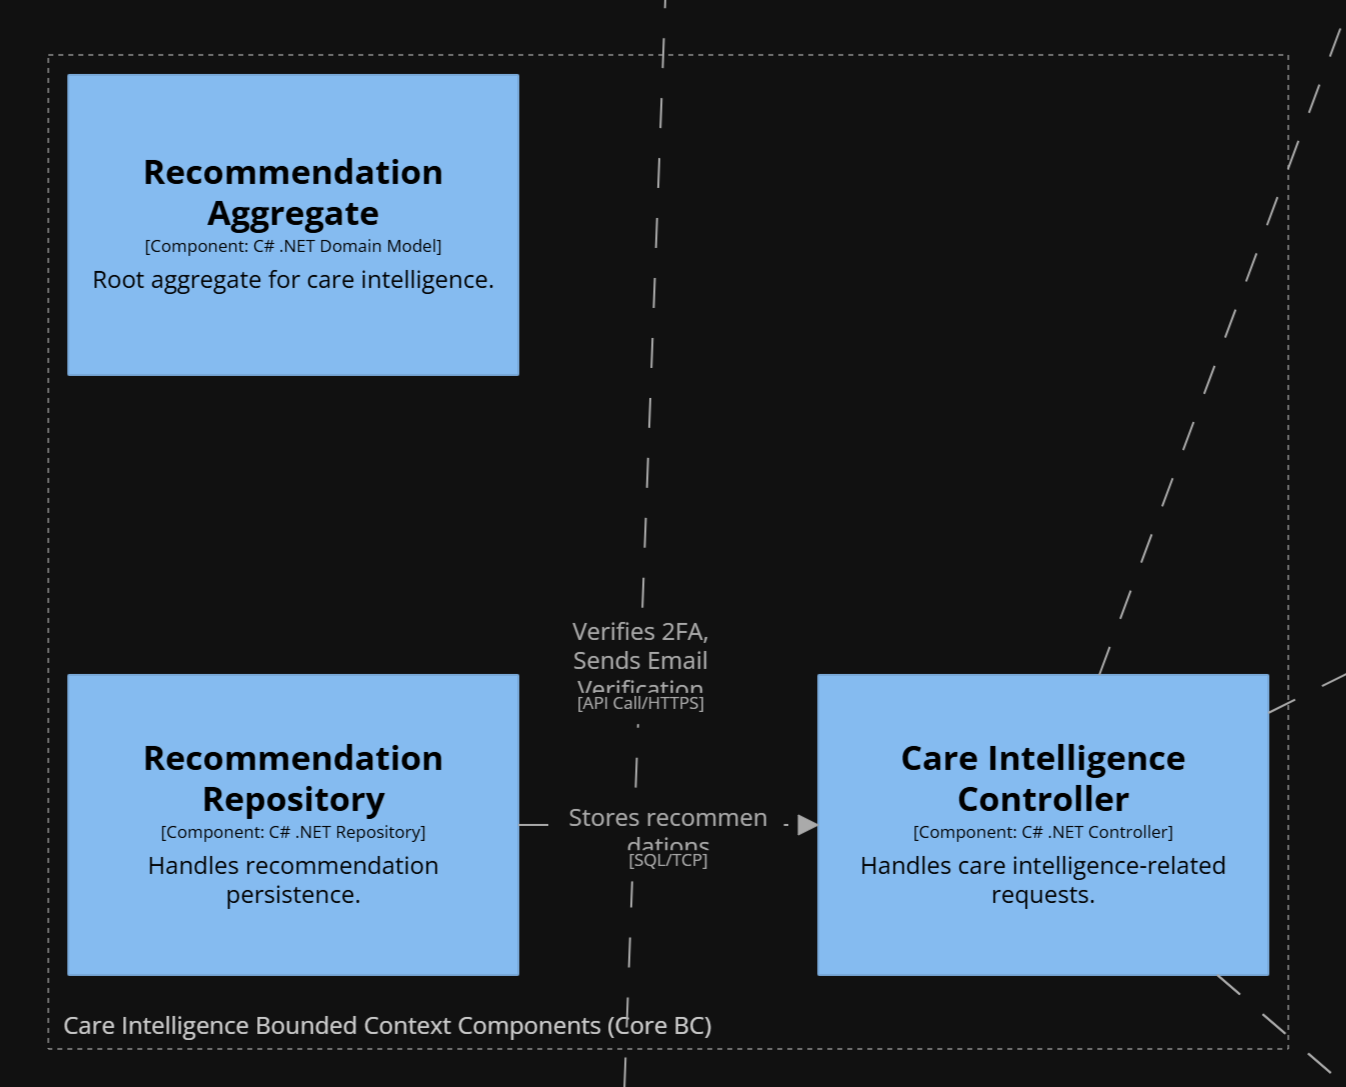 Recommendation
Aggregate
[Component: C# .NET Domain Model]
Root aggregate for care intelligence.
Verifies 2FA,
Sends Email
Verification
[API Call/HTTPS]
Recommendation
Repository
[Component: C# .NET Repository]
Handles recommendation
persistence.
Stores recommen
dations
[SQL/TCP]
Care Intelligence
Controller
[Component: C# .NET Controller]
Handles care intelligence-related
requests.
Care Intelligence Bounded Context Components (Core BC)